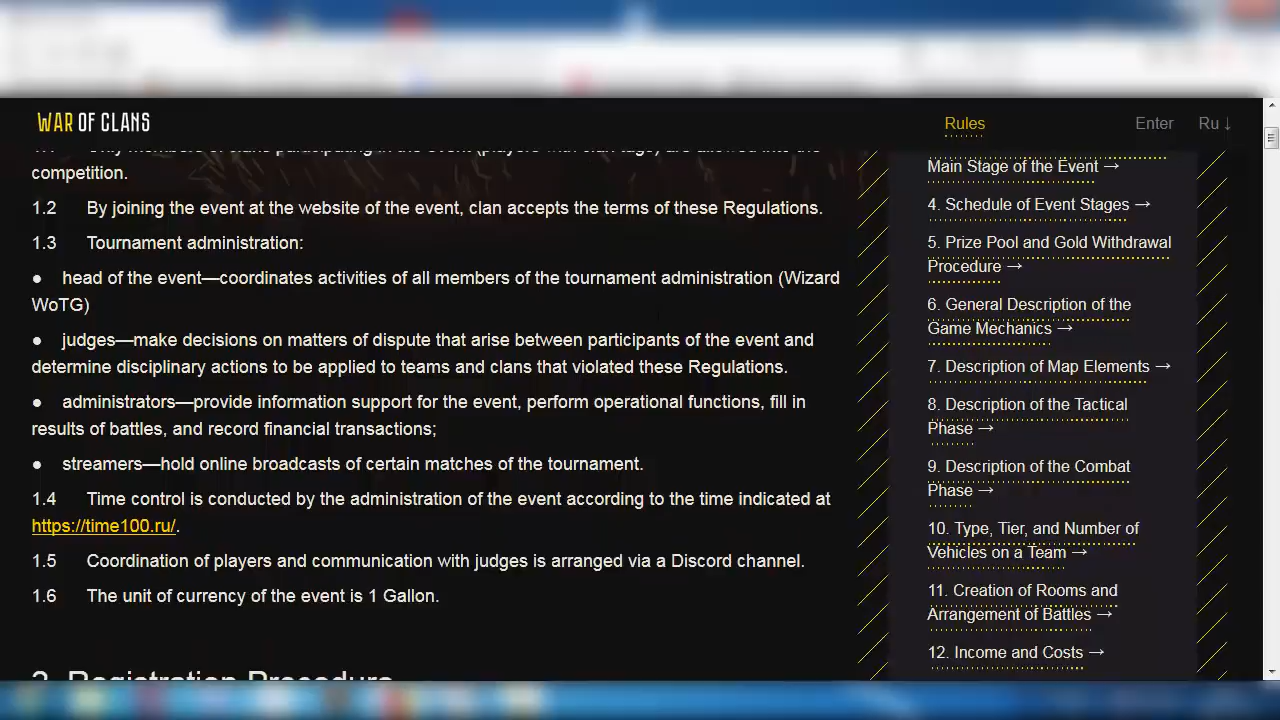 WAR OF CLANS
Rules
Enter
Ru ↓
competition.
1.2 By joining the event at the website of the event, clan accepts the terms of these Regulations.
1.3 Tournament administration:
● head of the event—coordinates activities of all members of the tournament administration (Wizard
WoTG)
● judges—make decisions on matters of dispute that arise between participants of the event and
determine disciplinary actions to be applied to teams and clans that violated these Regulations.
● administrators—provide information support for the event, perform operational functions, fill in
results of battles, and record financial transactions;
● streamers—hold online broadcasts of certain matches of the tournament.
1.4 Time control is conducted by the administration of the event according to the time indicated at
https://time100.ru/.
1.5 Coordination of players and communication with judges is arranged via a Discord channel.
1.6 The unit of currency of the event is 1 Gallon.
2. Registration Procedure
Main Stage of the Event →
4. Schedule of Event Stages →
5. Prize Pool and Gold Withdrawal
Procedure →
6. General Description of the
Game Mechanics →
7. Description of Map Elements →
8. Description of the Tactical
Phase →
9. Description of the Combat
Phase →
10. Type, Tier, and Number of
Vehicles on a Team →
11. Creation of Rooms and
Arrangement of Battles →
12. Income and Costs →